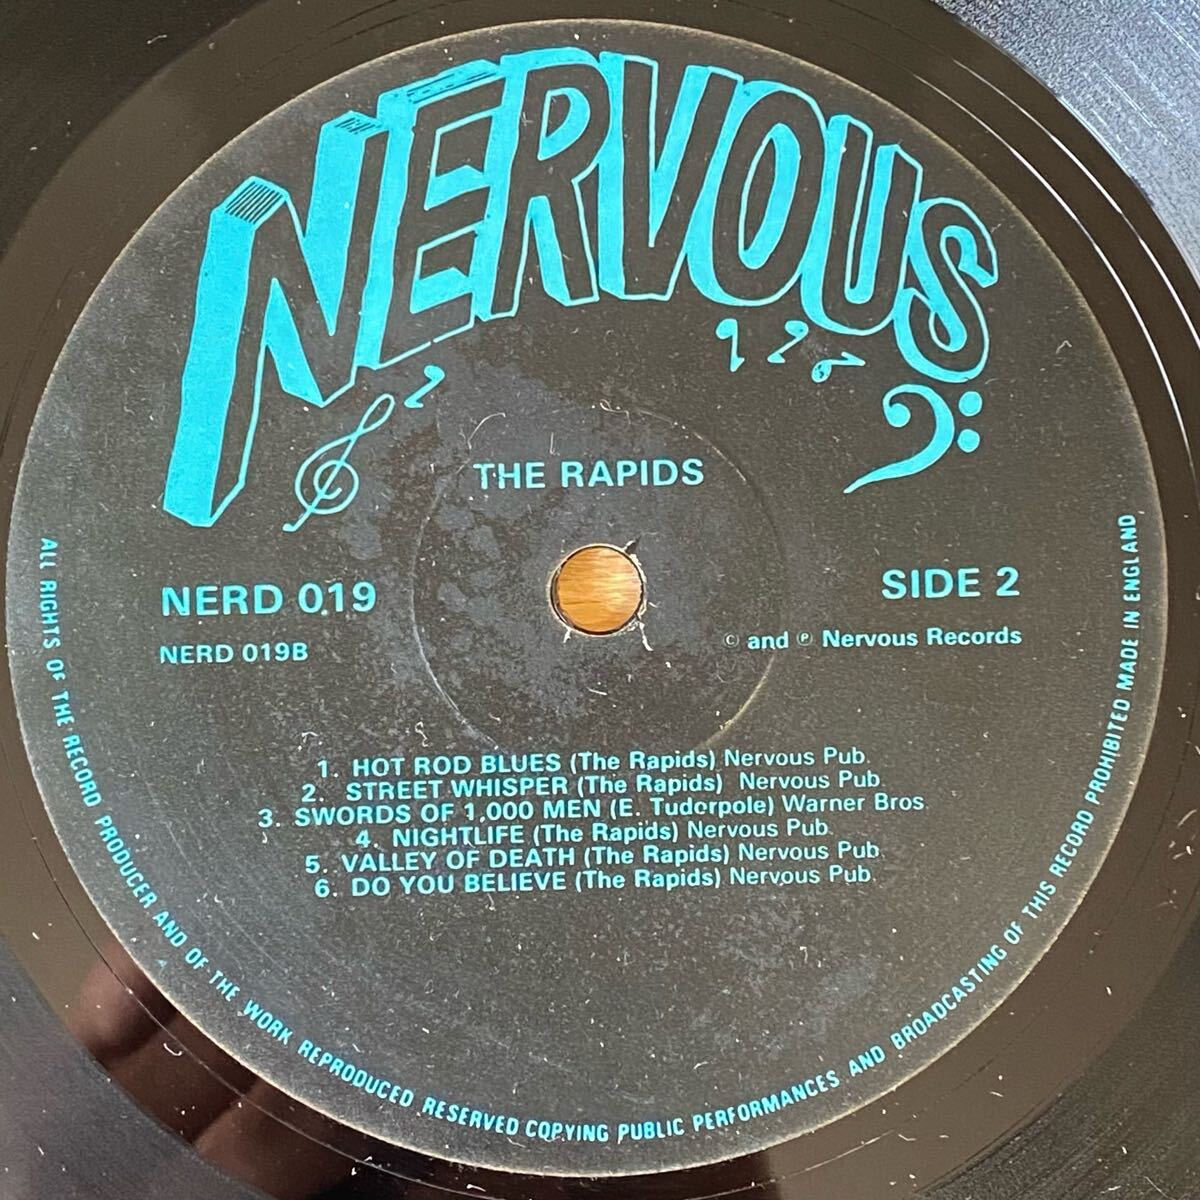 NERVOUS
THE RAPIDS
NERD 019
SIDE 2
NERD 019B
© and ℗ Nervous Records
1. HOT ROD BLUES (The Rapids) Nervous Pub.
2. STREET WHISPER (The Rapids) Nervous Pub.
3. SWORDS OF 1,000 MEN (E. Tudorpole) Warner Bros.
4. NIGHTLIFE (The Rapids) Nervous Pub.
5. VALLEY OF DEATH (The Rapids) Nervous Pub.
6. DO YOU BELIEVE (The Rapids) Nervous Pub.
ALL RIGHTS OF THE RECORD PRODUCER AND OF THE WORK REPRODUCED RESERVED COPYING PUBLIC PERFORMANCES AND BROADCASTING OF THIS RECORD PROHIBITED MADE IN ENGLAND